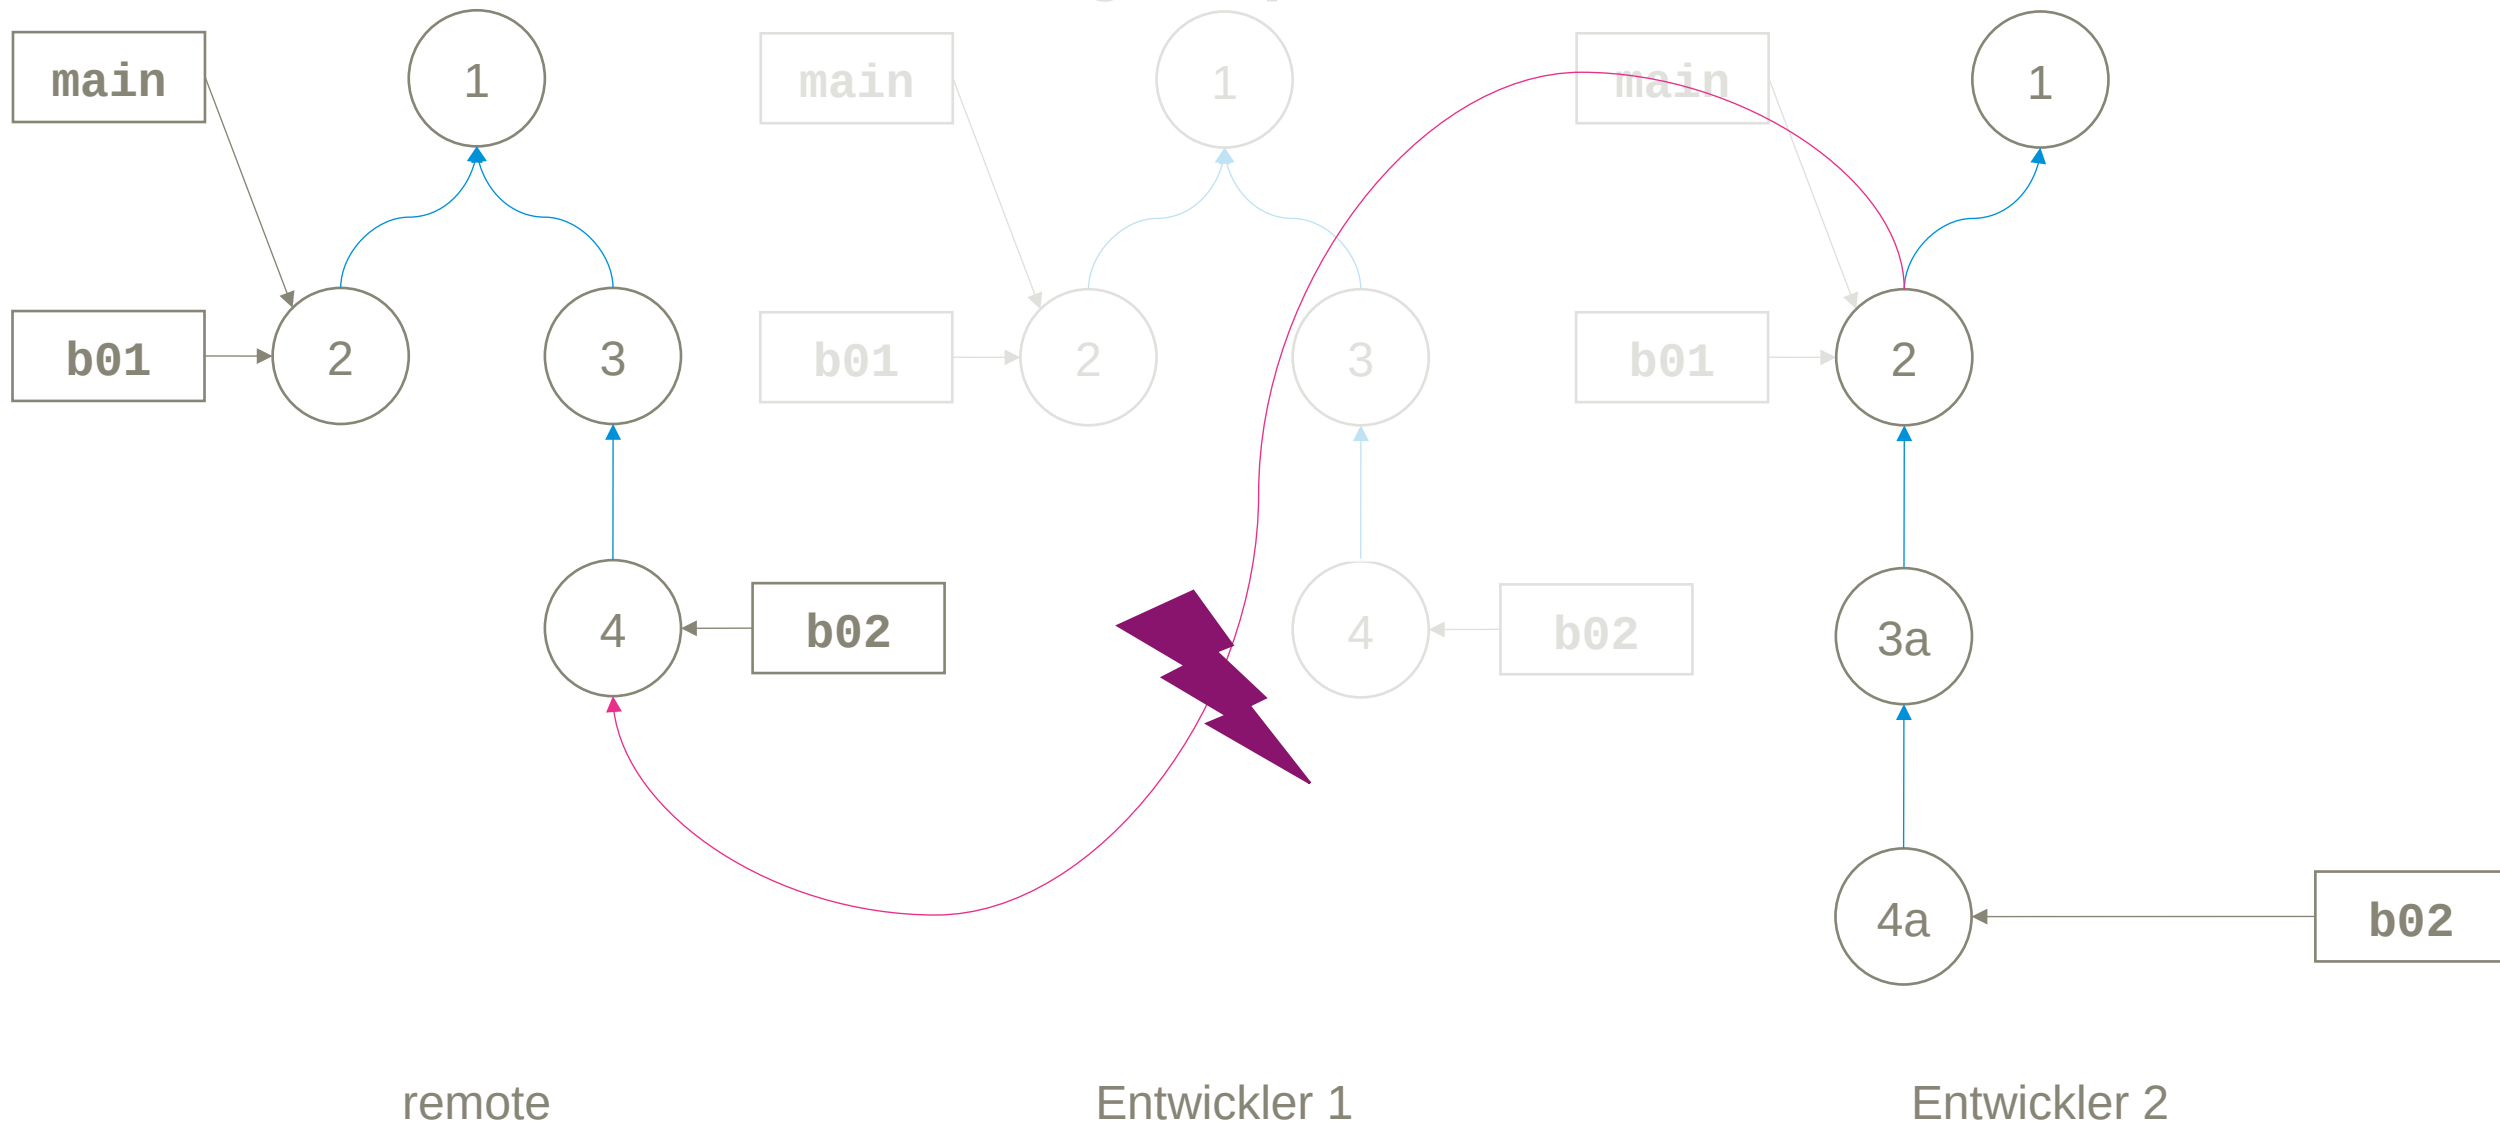 main
1
b01
2
3
4
b02
remote
main
1
b01
2
3
4
b02
Entwickler 1
main
1
b01
2
3a
4a
b02
Entwickler 2